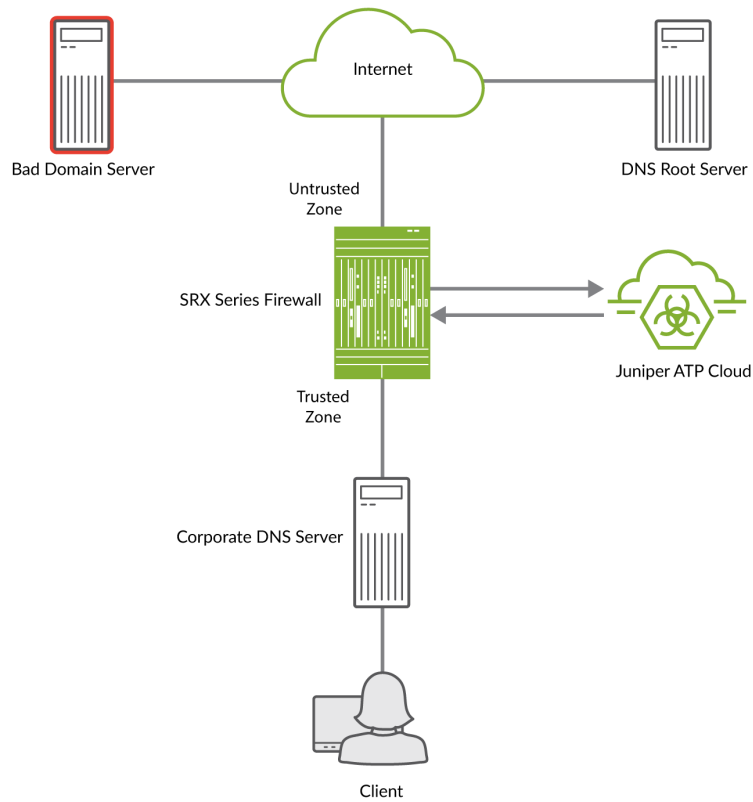 Internet
Bad Domain Server
DNS Root Server
Untrusted
Zone
SRX Series Firewall
Juniper ATP Cloud
Trusted
Zone
Corporate DNS Server
Client